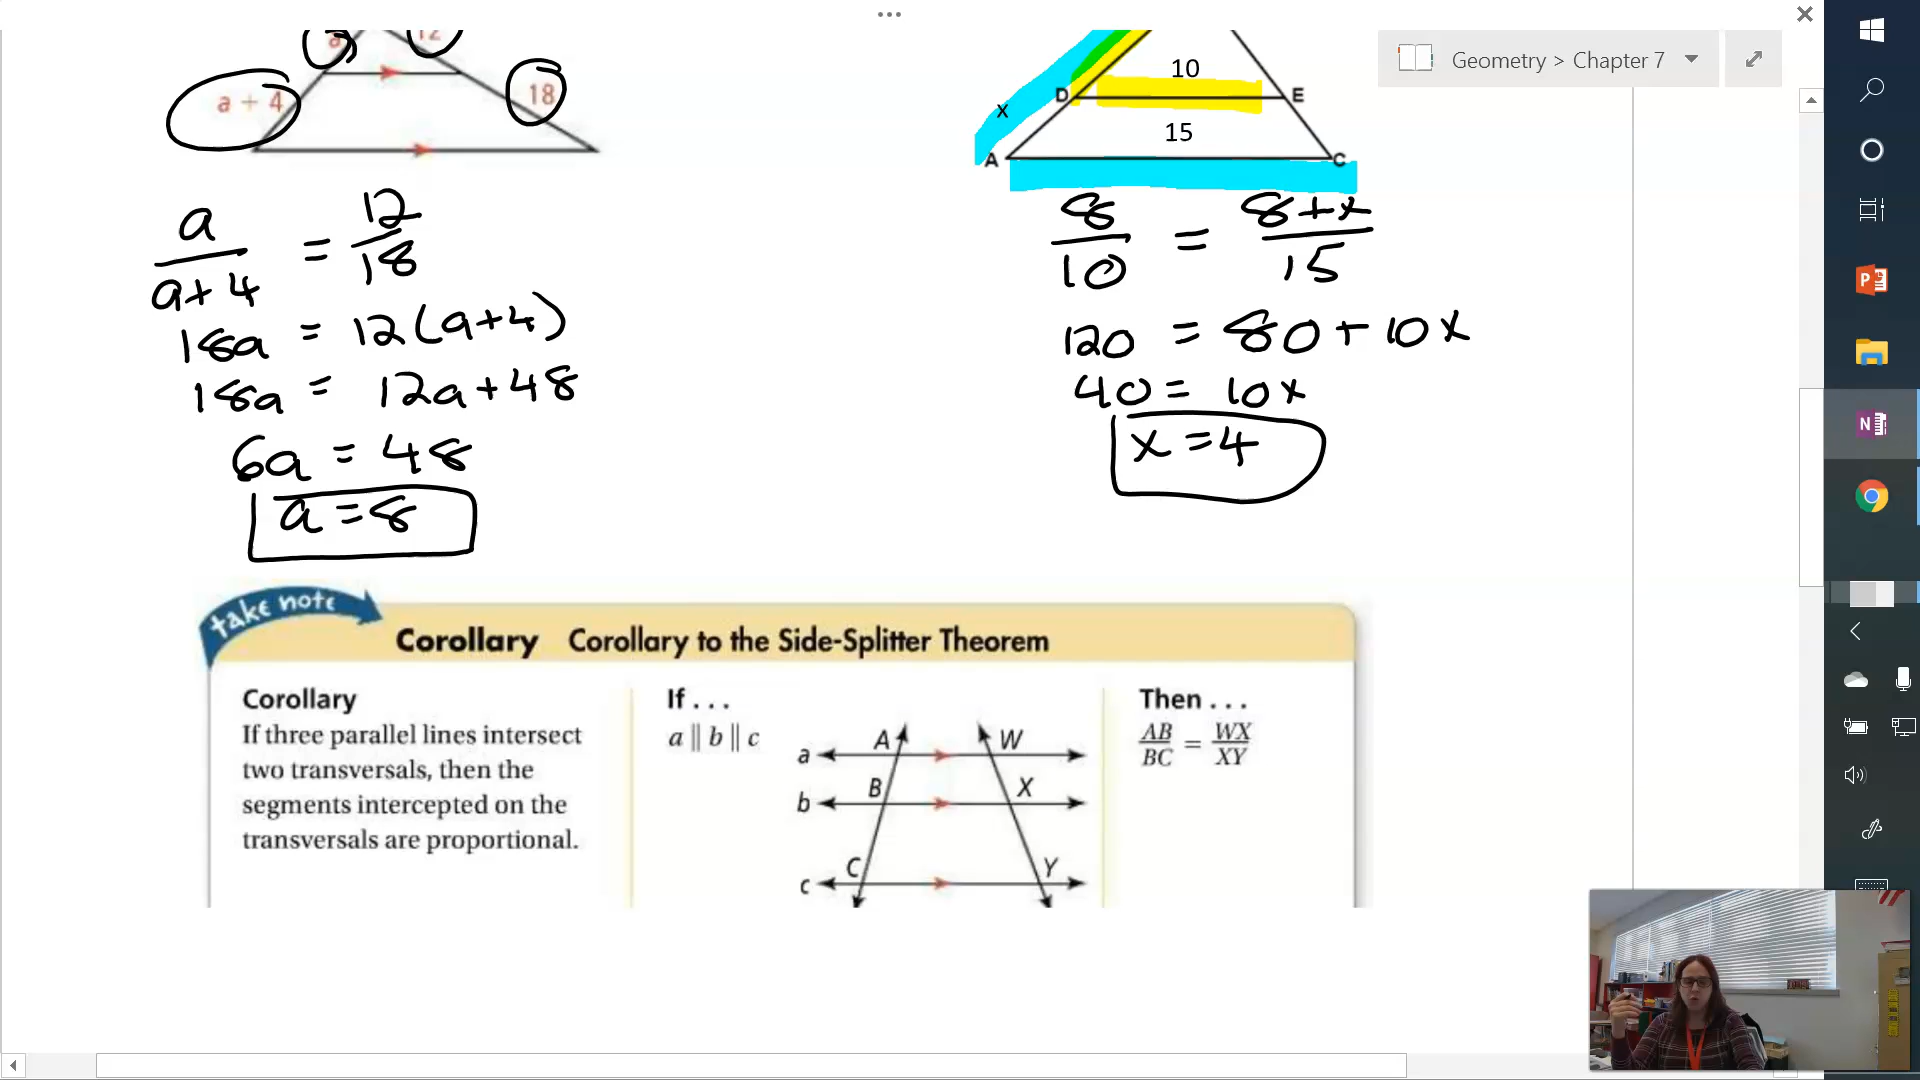 Geometry > Chapter 7
a
12
a + 4
18
10
D
E
x
15
A
C
a/(a+4) = 12/18
18a = 12(a+4)
18a = 12a+48
6a = 48
a=8
8/10 = (8+x)/15
120 = 80+10x
40 = 10x
x=4
take note
Corollary Corollary to the Side-Splitter Theorem
Corollary
If three parallel lines intersect
two transversals, then the
segments intercepted on the
transversals are proportional.
If . . .
a || b || c
A
W
a
B
X
b
C
Y
c
Then . . .
AB/BC = WX/XY